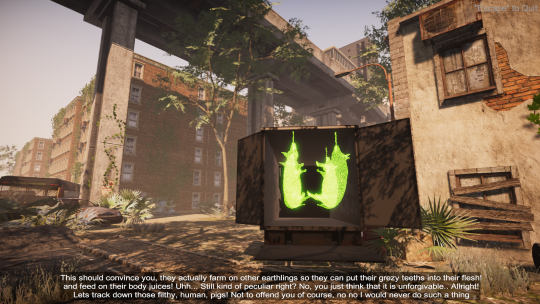 "Escape" to Quit
This should convince you, they actually farm on other earthlings so they can put their grezy teeths into their flesh!
and feed on their body juices! Uhh... Still kind of peculiar right? No, you just think that it is unforgivable.. Allright!
Lets track down those filthy, human, pigs! Not to offend you of course, no no I would never do such a thing